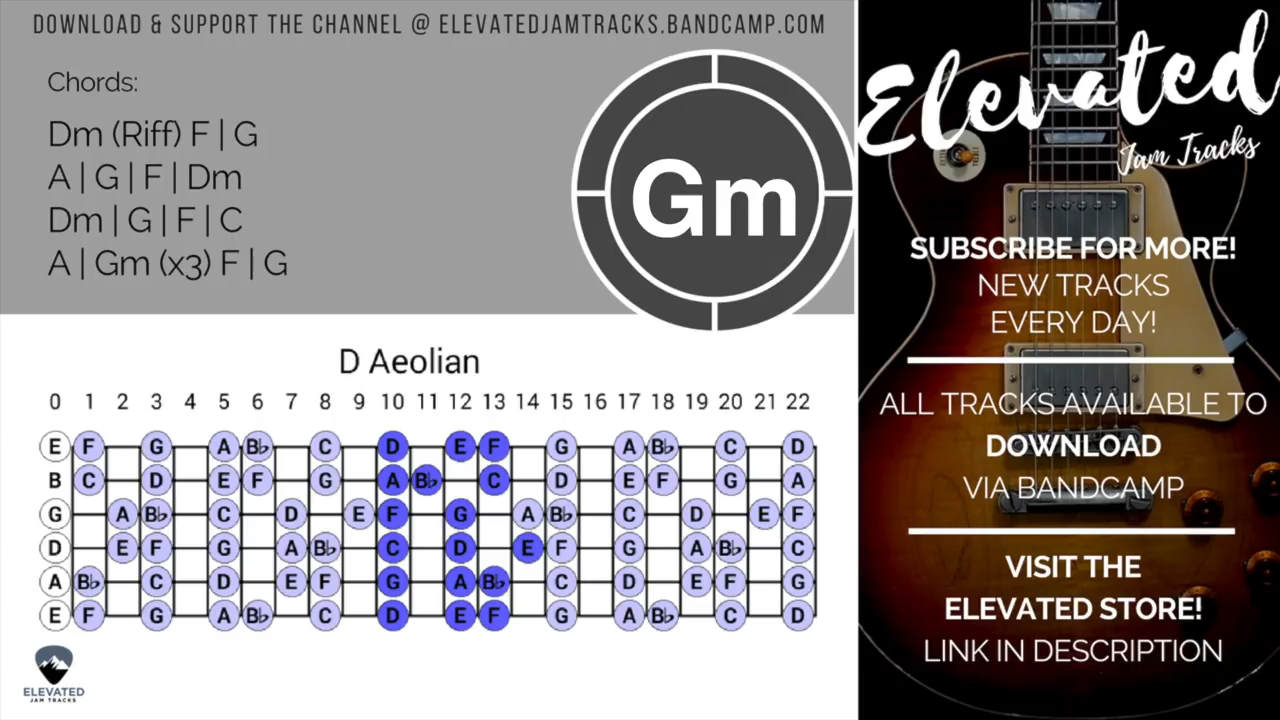 DOWNLOAD & SUPPORT THE CHANNEL @ ELEVATEDJAMTRACKS.BANDCAMP.COM
Chords:
Dm (Riff) F | G
A | G | F | Dm
Dm | G | F | C
A | Gm (x3) F | G
Gm
D Aeolian
0 1 2 3 4 5 6 7 8 9 10 11 12 13 14 15 16 17 18 19 20 21 22
E F G A B♭ C D E F G A B♭ C D
B C D E F G A B♭ C D E F G A
G A B♭ C D E F G A B♭ C D E F
D E F G A B♭ C D E F G A B♭ C
A B♭ C D E F G A B♭ C D E F G
E F G A B♭ C D E F G A B♭ C D
ELEVATED
JAM TRACKS
Elevated
Jam Tracks
SUBSCRIBE FOR MORE!
NEW TRACKS
EVERY DAY!
ALL TRACKS AVAILABLE TO
DOWNLOAD
VIA BANDCAMP
VISIT THE
ELEVATED STORE!
LINK IN DESCRIPTION